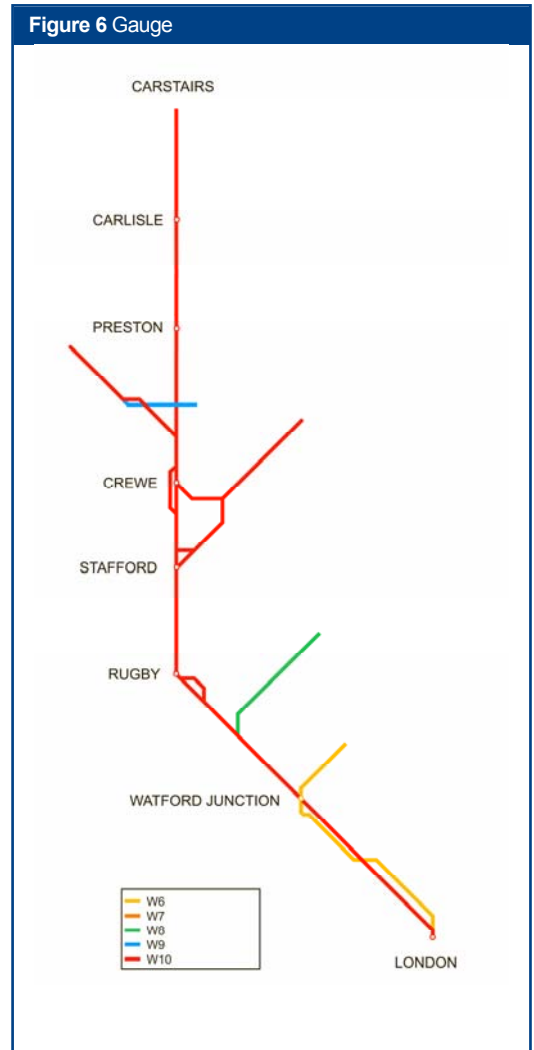 Figure 6 Gauge
CARSTAIRS
CARLISLE
PRESTON
CREWE
STAFFORD
RUGBY
WATFORD JUNCTION
W6
W7
W8
W9
W10
LONDON